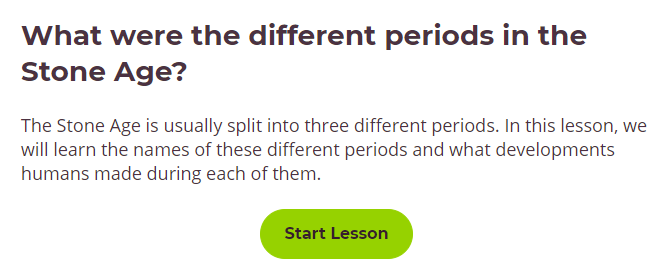 What were the different periods in the
Stone Age?
The Stone Age is usually split into three different periods. In this lesson, we
will learn the names of these different periods and what developments
humans made during each of them.
Start Lesson